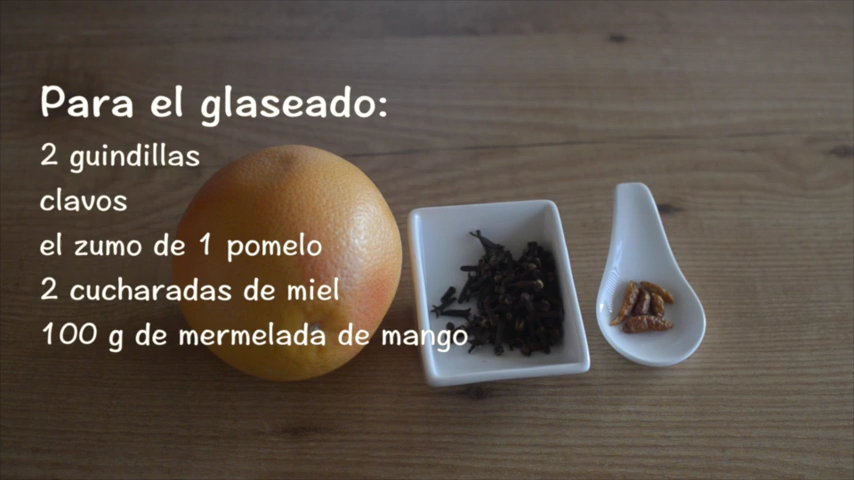 Para el glaseado:
2 guindillas
clavos
el zumo de 1 pomelo
2 cucharadas de miel
100 g de mermelada de mango